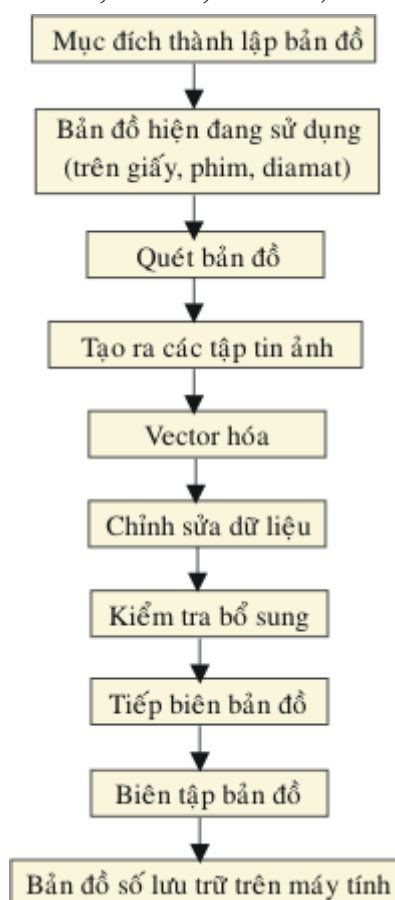 Mục đích thành lập bản đồ
Bản đồ hiện đang sử dụng
(trên giấy, phim, diamat)
Quét bản đồ
Tạo ra các tập tin ảnh
Vector hóa
Chỉnh sửa dữ liệu
Kiểm tra bổ sung
Tiếp biên bản đồ
Biên tập bản đồ
Bản đồ số lưu trữ trên máy tính